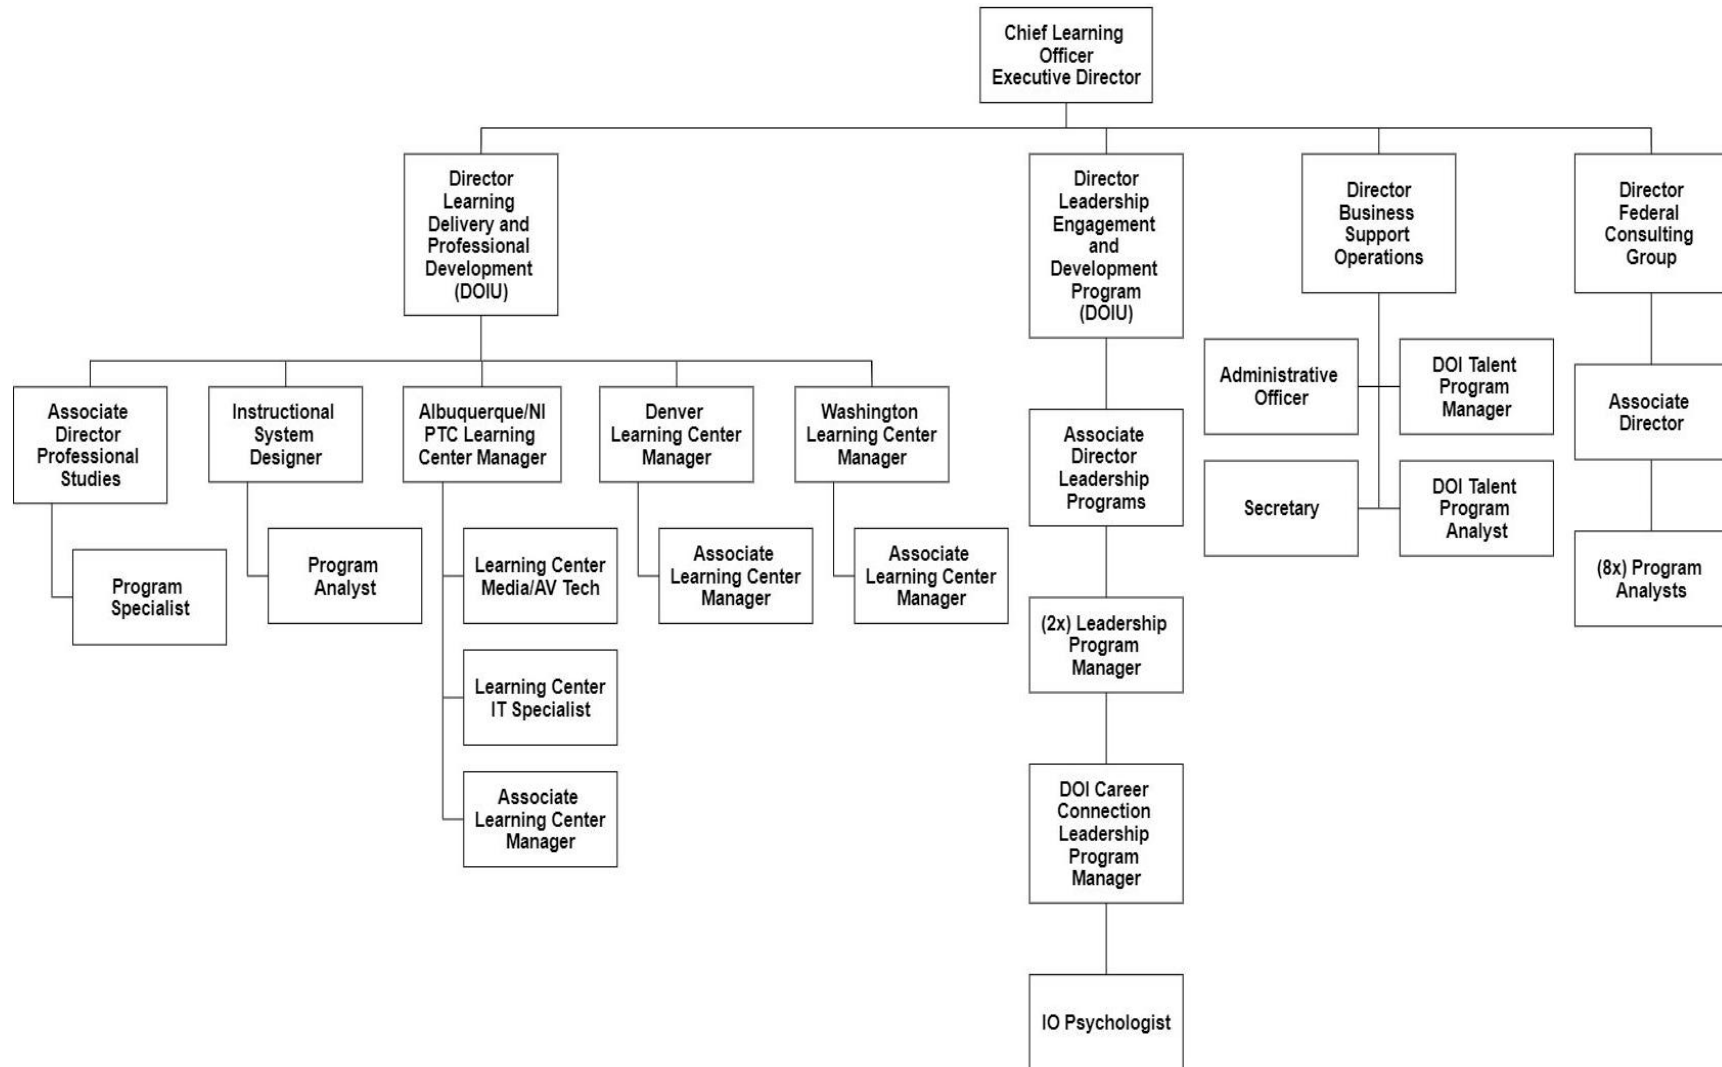 Chief Learning
Officer
Executive Director
Director
Learning
Delivery and
Professional
Development
(DOIU)
Director
Leadership
Engagement
and
Development
Program
(DOIU)
Director
Business
Support
Operations
Director
Federal
Consulting
Group
Associate
Director
Professional
Studies
Instructional
System
Designer
Albuquerque/NI
PTC Learning
Center Manager
Denver
Learning Center
Manager
Washington
Learning Center
Manager
Program
Specialist
Program
Analyst
Learning Center
Media/AV Tech
Learning Center
IT Specialist
Associate
Learning Center
Manager
Associate
Learning Center
Manager
Associate
Learning Center
Manager
Associate
Director
Leadership
Programs
(2x) Leadership
Program
Manager
DOI Career
Connection
Leadership
Program
Manager
IO Psychologist
Administrative
Officer
DOI Talent
Program
Manager
Secretary
DOI Talent
Program
Analyst
Associate
Director
(8x) Program
Analysts